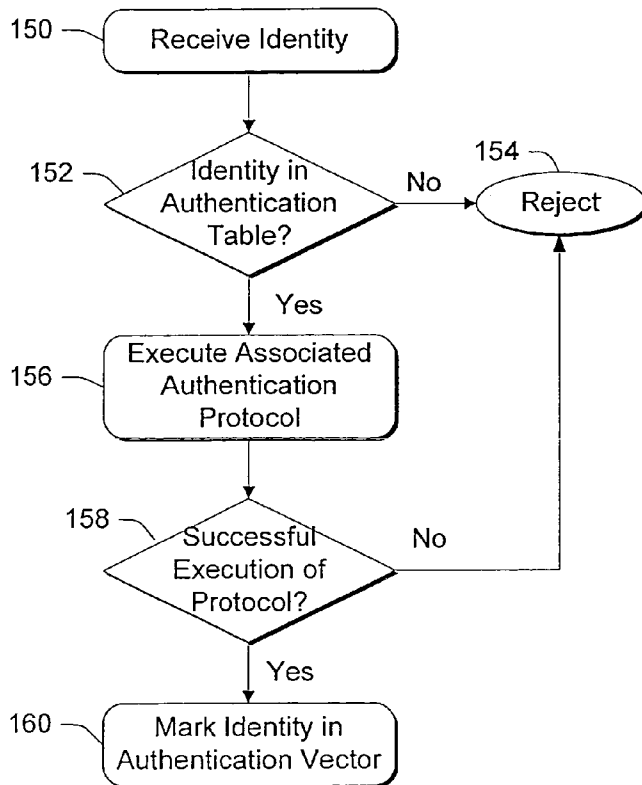 150
Receive Identity
152
Identity in
Authentication
Table?
No
154
Reject
Yes
156
Execute Associated
Authentication
Protocol
158
Successful
Execution of
Protocol?
No
Yes
160
Mark Identity in
Authentication Vector